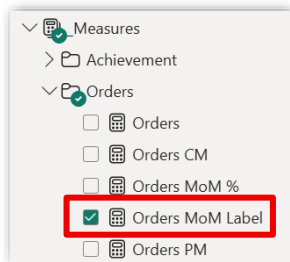 _Measures
Achievement
Orders
Orders
Orders CM
Orders MoM %
Orders MoM Label
Orders PM